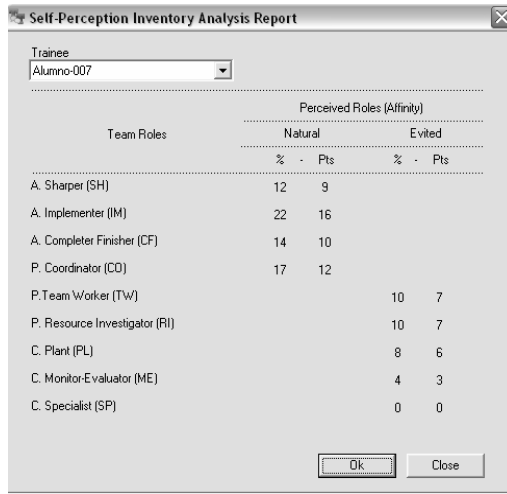 Self-Perception Inventory Analysis Report
Trainee
Alumno-007
Perceived Roles (Affinity)
Team Roles Natural Evited
% - Pts % - Pts
A. Sharper (SH) 12 9
A. Implementer (IM) 22 16
A. Completer Finisher (CF) 14 10
P. Coordinator (CO) 17 12
P.Team Worker (TW) 10 7
P. Resource Investigator (RI) 10 7
C. Plant (PL) 8 6
C. Monitor-Evaluator (ME) 4 3
C. Specialist (SP) 0 0
Ok Close